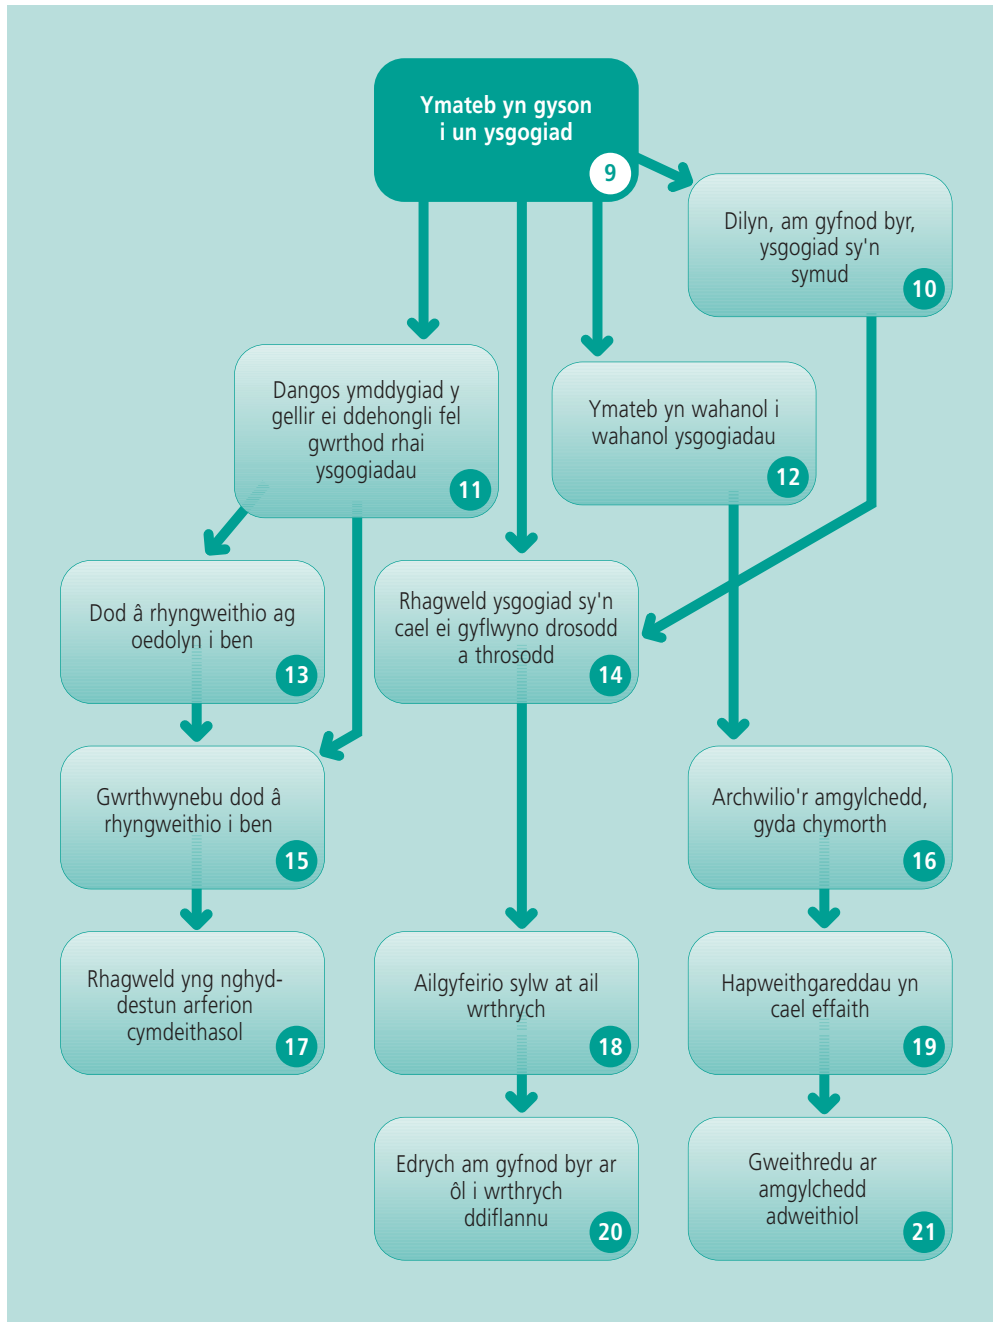 Ymateb yn gyson
i un ysgogiad
9
Dilyn, am gyfnod byr,
ysgogiad sy'n
symud
10
Dangos ymddygiad y
gellir ei ddehongli fel
gwrthod rhai
ysgogiadau
11
Ymateb yn wahanol i
wahanol ysgogiadau
12
Dod â rhyngweithio ag
oedolyn i ben
13
Rhagweld ysgogiad sy'n
cael ei gyflwyno drosodd
a throsodd
14
Gwrthwynebu dod â
rhyngweithio i ben
15
Archwilio'r amgylchedd,
gyda chymorth
16
Rhagweld yng nghyd-
destun arferion
cymdeithasol
17
Ailgyfeirio sylw at ail
wrthrych
18
Hapweithgareddau yn
cael effaith
19
Edrych am gyfnod byr ar
ôl i wrthrych
ddiflannu
20
Gweithredu ar
amgylchedd
adweithiol
21